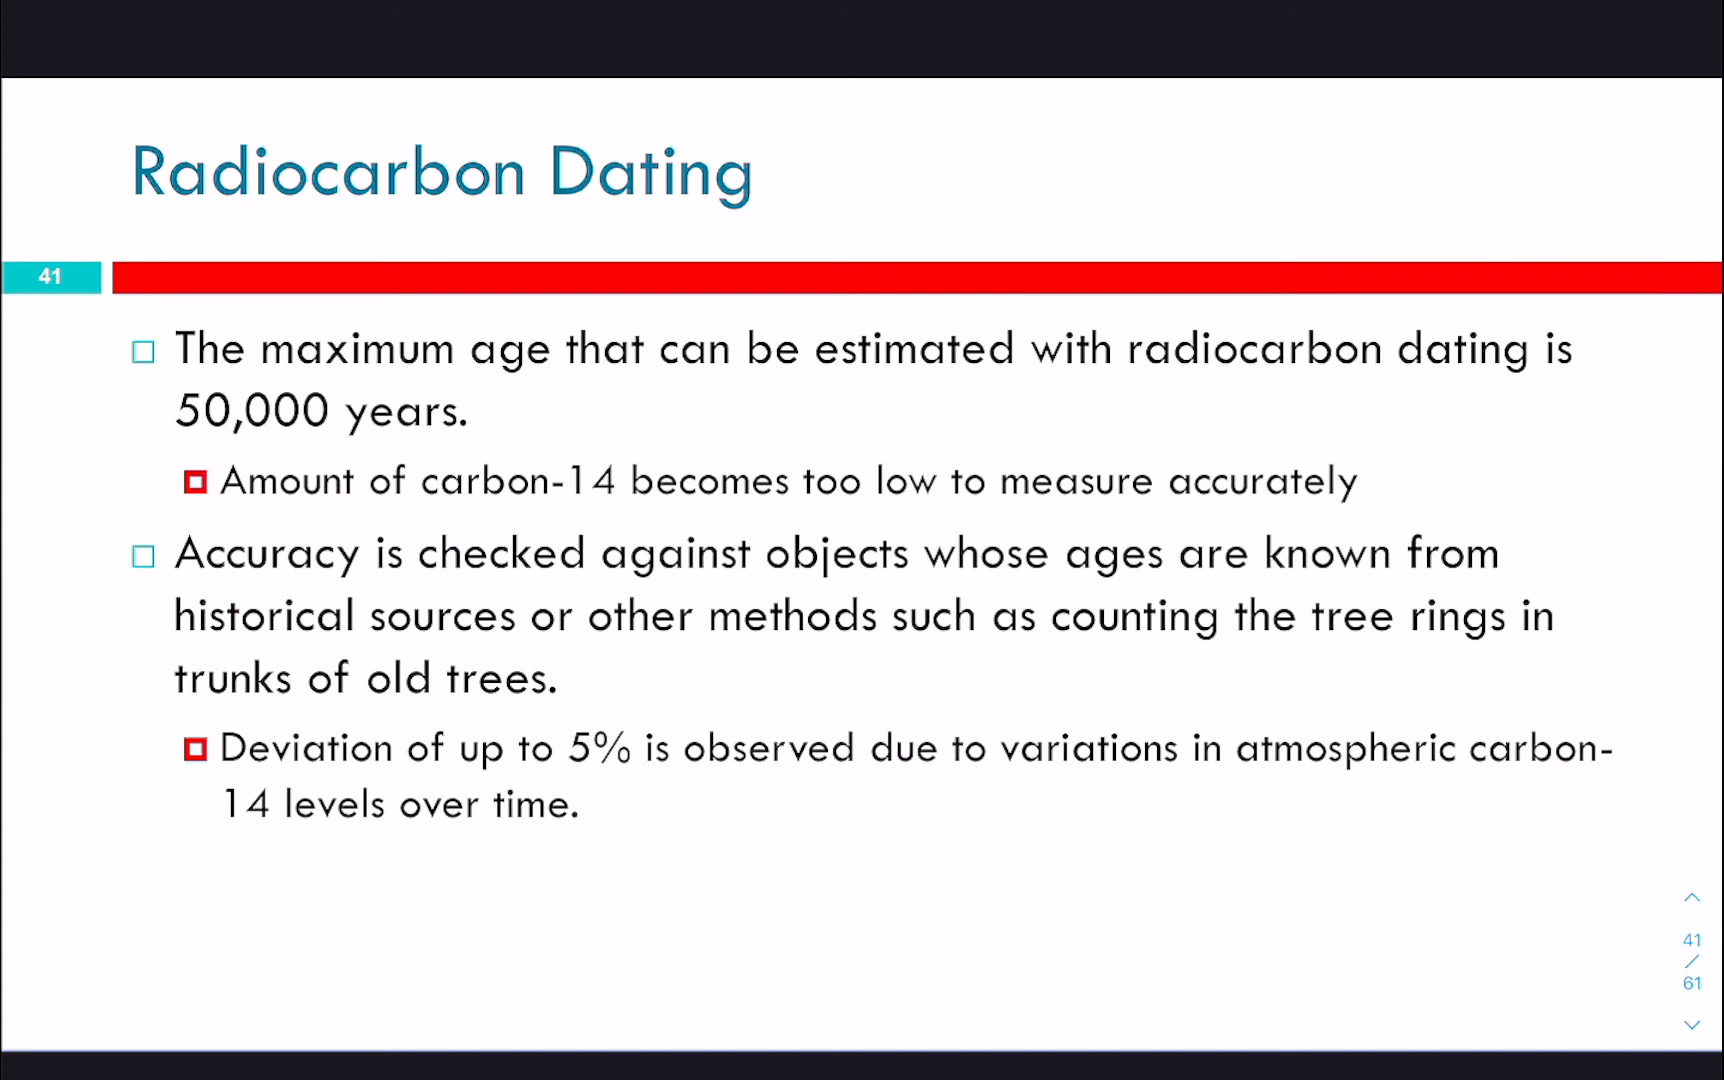 Radiocarbon Dating
41
The maximum age that can be estimated with radiocarbon dating is
50,000 years.
Amount of carbon-14 becomes too low to measure accurately
Accuracy is checked against objects whose ages are known from
historical sources or other methods such as counting the tree rings in
trunks of old trees.
Deviation of up to 5% is observed due to variations in atmospheric carbon-
14 levels over time.
41
/
61